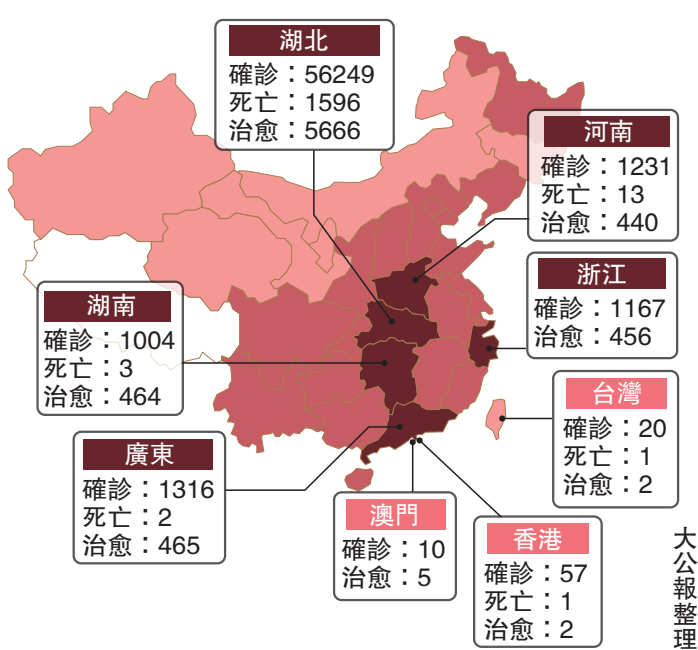 湖北
確診：56249
死亡：1596
治愈：5666
河南
確診：1231
死亡：13
治愈：440
浙江
確診：1167
治愈：456
湖南
確診：1004
死亡：3
治愈：464
台灣
確診：20
死亡：1
治愈：2
廣東
確診：1316
死亡：2
治愈：465
澳門
確診：10
治愈：5
香港
確診：57
死亡：1
治愈：2
大公報整理